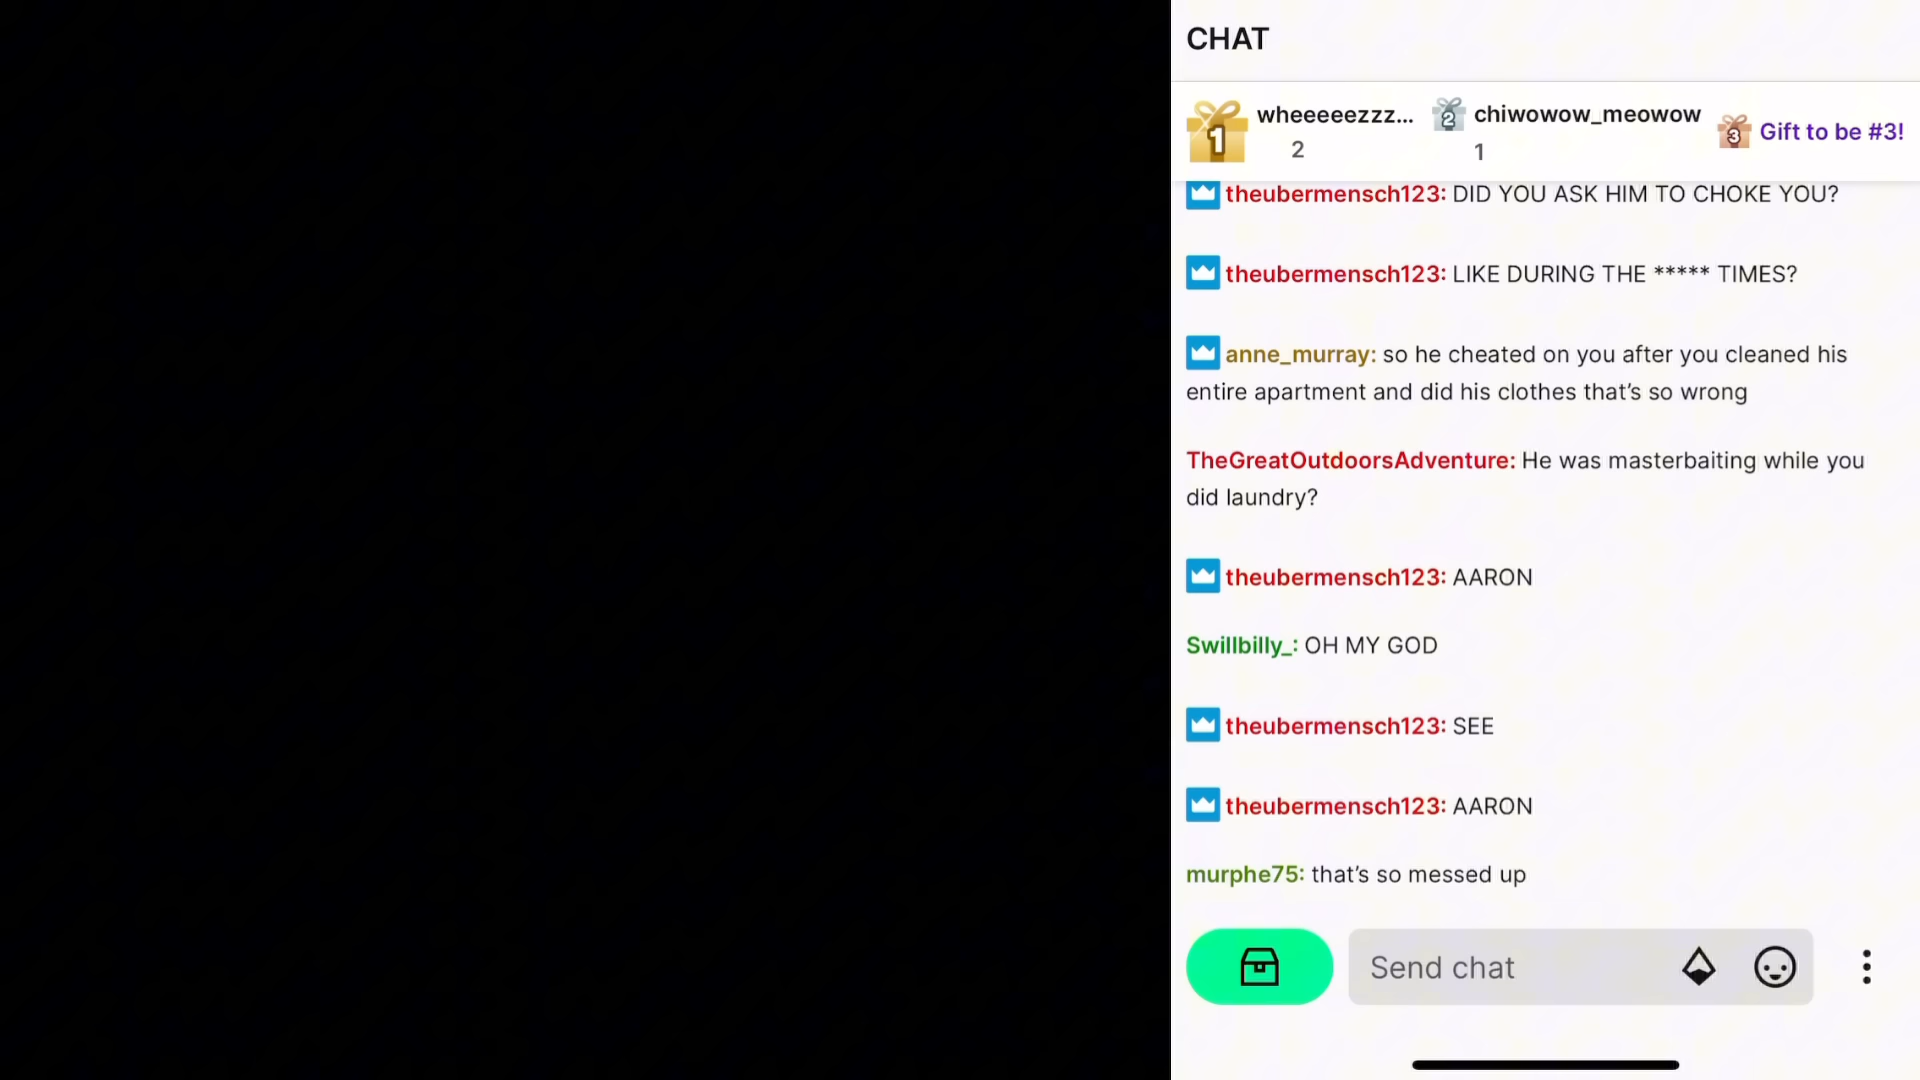 CHAT
1 wheeeeezzz... 2 chiwowow_meowow 3 Gift to be #3!
2 1
theubermensch123: DID YOU ASK HIM TO CHOKE YOU?
theubermensch123: LIKE DURING THE ***** TIMES?
anne_murray: so he cheated on you after you cleaned his
entire apartment and did his clothes that’s so wrong
TheGreatOutdoorsAdventure: He was masterbaiting while you
did laundry?
theubermensch123: AARON
Swillbilly_: OH MY GOD
theubermensch123: SEE
theubermensch123: AARON
murphe75: that’s so messed up
Send chat